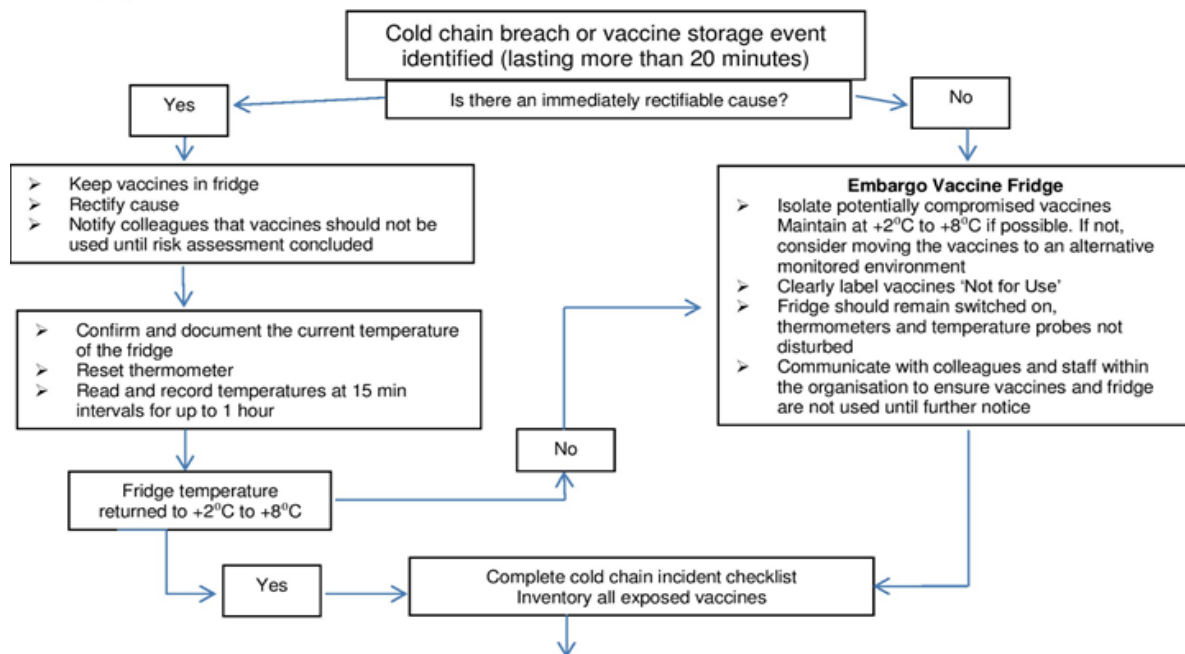 Cold chain breach or vaccine storage event
identified (lasting more than 20 minutes)
Is there an immediately rectifiable cause?
Yes
No
➢ Keep vaccines in fridge
➢ Rectify cause
➢ Notify colleagues that vaccines should not be
used until risk assessment concluded
➢ Confirm and document the current temperature
of the fridge
➢ Reset thermometer
➢ Read and record temperatures at 15 min
intervals for up to 1 hour
Fridge temperature
returned to +2⁰C to +8⁰C
No
Embargo Vaccine Fridge
➢ Isolate potentially compromised vaccines
Maintain at +2⁰C to +8⁰C if possible. If not,
consider moving the vaccines to an alternative
monitored environment
➢ Clearly label vaccines ‘Not for Use’
➢ Fridge should remain switched on,
thermometers and temperature probes not
disturbed
➢ Communicate with colleagues and staff within
the organisation to ensure vaccines and fridge
are not used until further notice
Yes
Complete cold chain incident checklist
Inventory all exposed vaccines